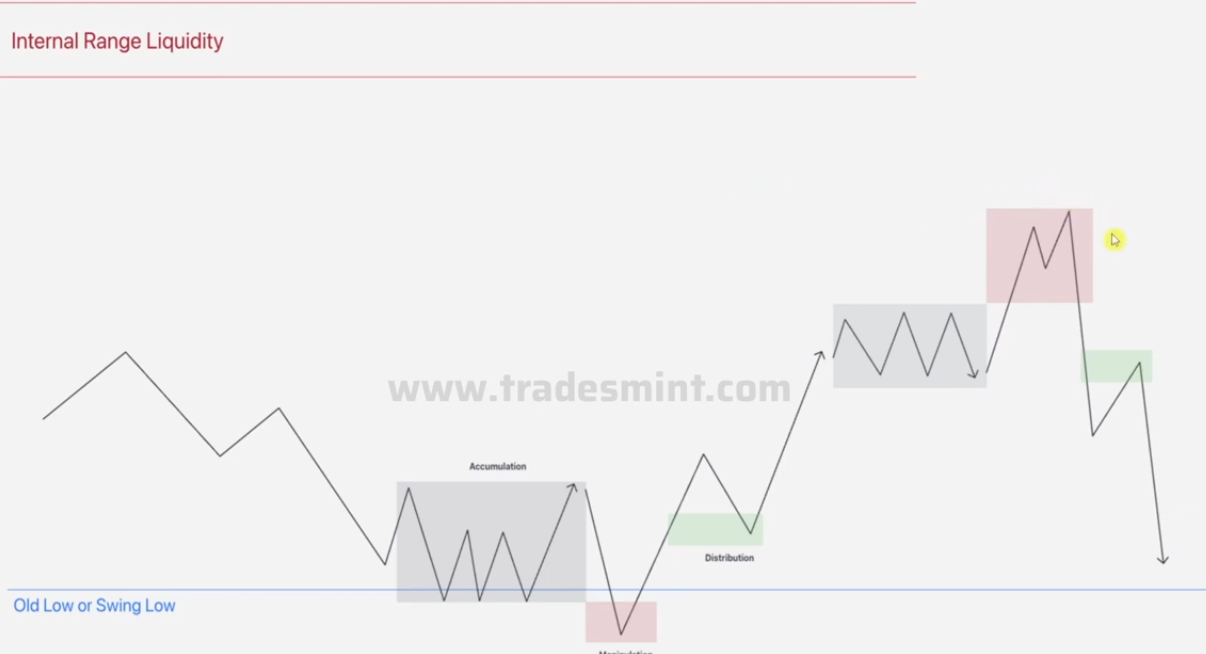 Internal Range Liquidity
www.tradesmint.com
Accumulation
Distribution
Old Low or Swing Low